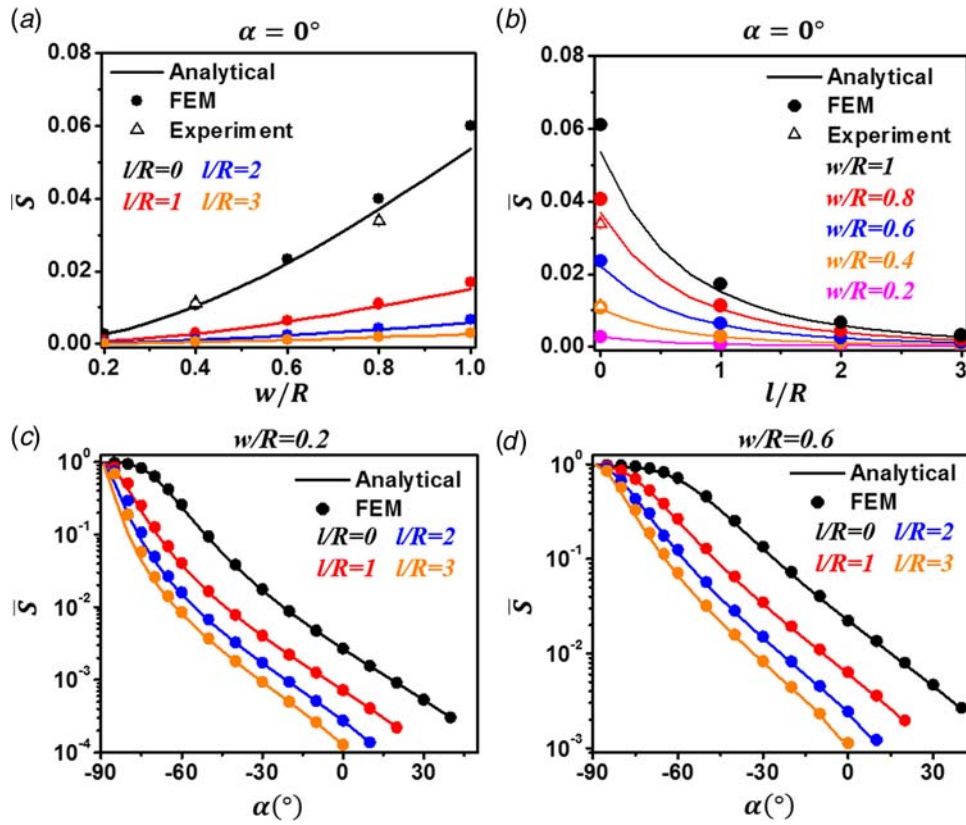 (a)
α = 0°
0.08
0.06
0.04
0.02
0.00
S̅
Analytical
FEM
Experiment
l/R=0 l/R=2
l/R=1 l/R=3
0.2 0.4 0.6 0.8 1.0
w/R
(b)
α = 0°
0.08
0.06
0.04
0.02
0.00
S̅
Analytical
FEM
Experiment
w/R=1
w/R=0.8
w/R=0.6
w/R=0.4
w/R=0.2
0 1 2 3
l/R
(c)
w/R=0.2
10⁰
10⁻¹
10⁻²
10⁻³
10⁻⁴
S̅
Analytical
FEM
l/R=0 l/R=2
l/R=1 l/R=3
-90 -60 -30 0 30
α(°)
(d)
w/R=0.6
10⁰
10⁻¹
10⁻²
10⁻³
S̅
Analytical
FEM
l/R=0 l/R=2
l/R=1 l/R=3
-90 -60 -30 0 30
α(°)